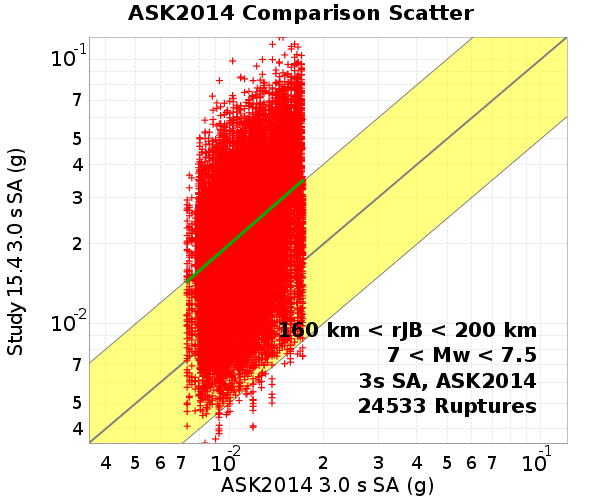 ASK2014 Comparison Scatter
Study 15.4 3.0 s SA (g)
10-1
7
5
4
3
2
10-2
7
5
4
160 km < rJB < 200 km
7 < Mw < 7.5
3s SA, ASK2014
24533 Ruptures
4 5 6 7 10-2 2 3 4 5 6 7 10-1
ASK2014 3.0 s SA (g)